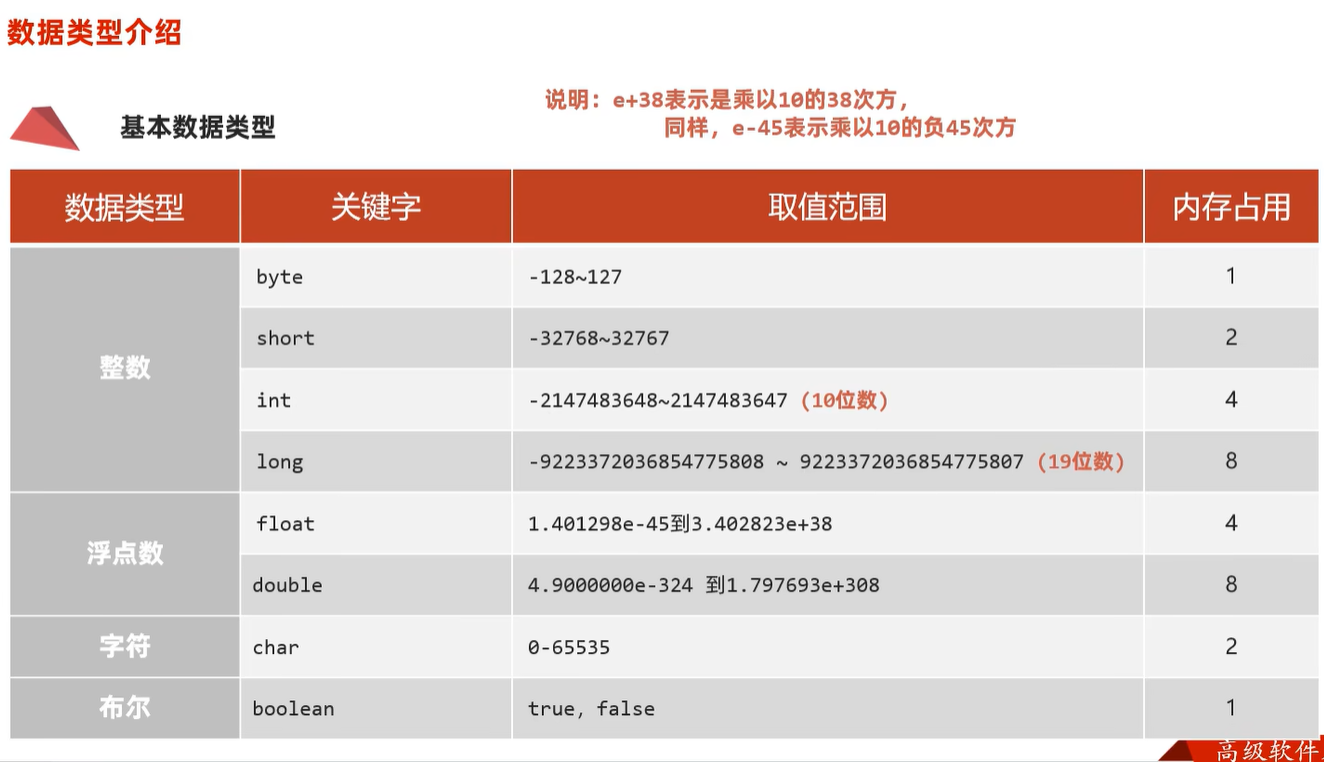 数据类型介绍
说明：e+38表示是乘以10的38次方，
同样，e-45表示乘以10的负45次方
基本数据类型
数据类型 关键字 取值范围 内存占用
整数
byte -128~127 1
short -32768~32767 2
int -2147483648~2147483647 (10位数) 4
long -9223372036854775808 ~ 9223372036854775807 (19位数) 8
浮点数
float 1.401298e-45到3.402823e+38 4
double 4.9000000e-324 到1.797693e+308 8
字符 char 0-65535 2
布尔 boolean true，false 1
高级软件